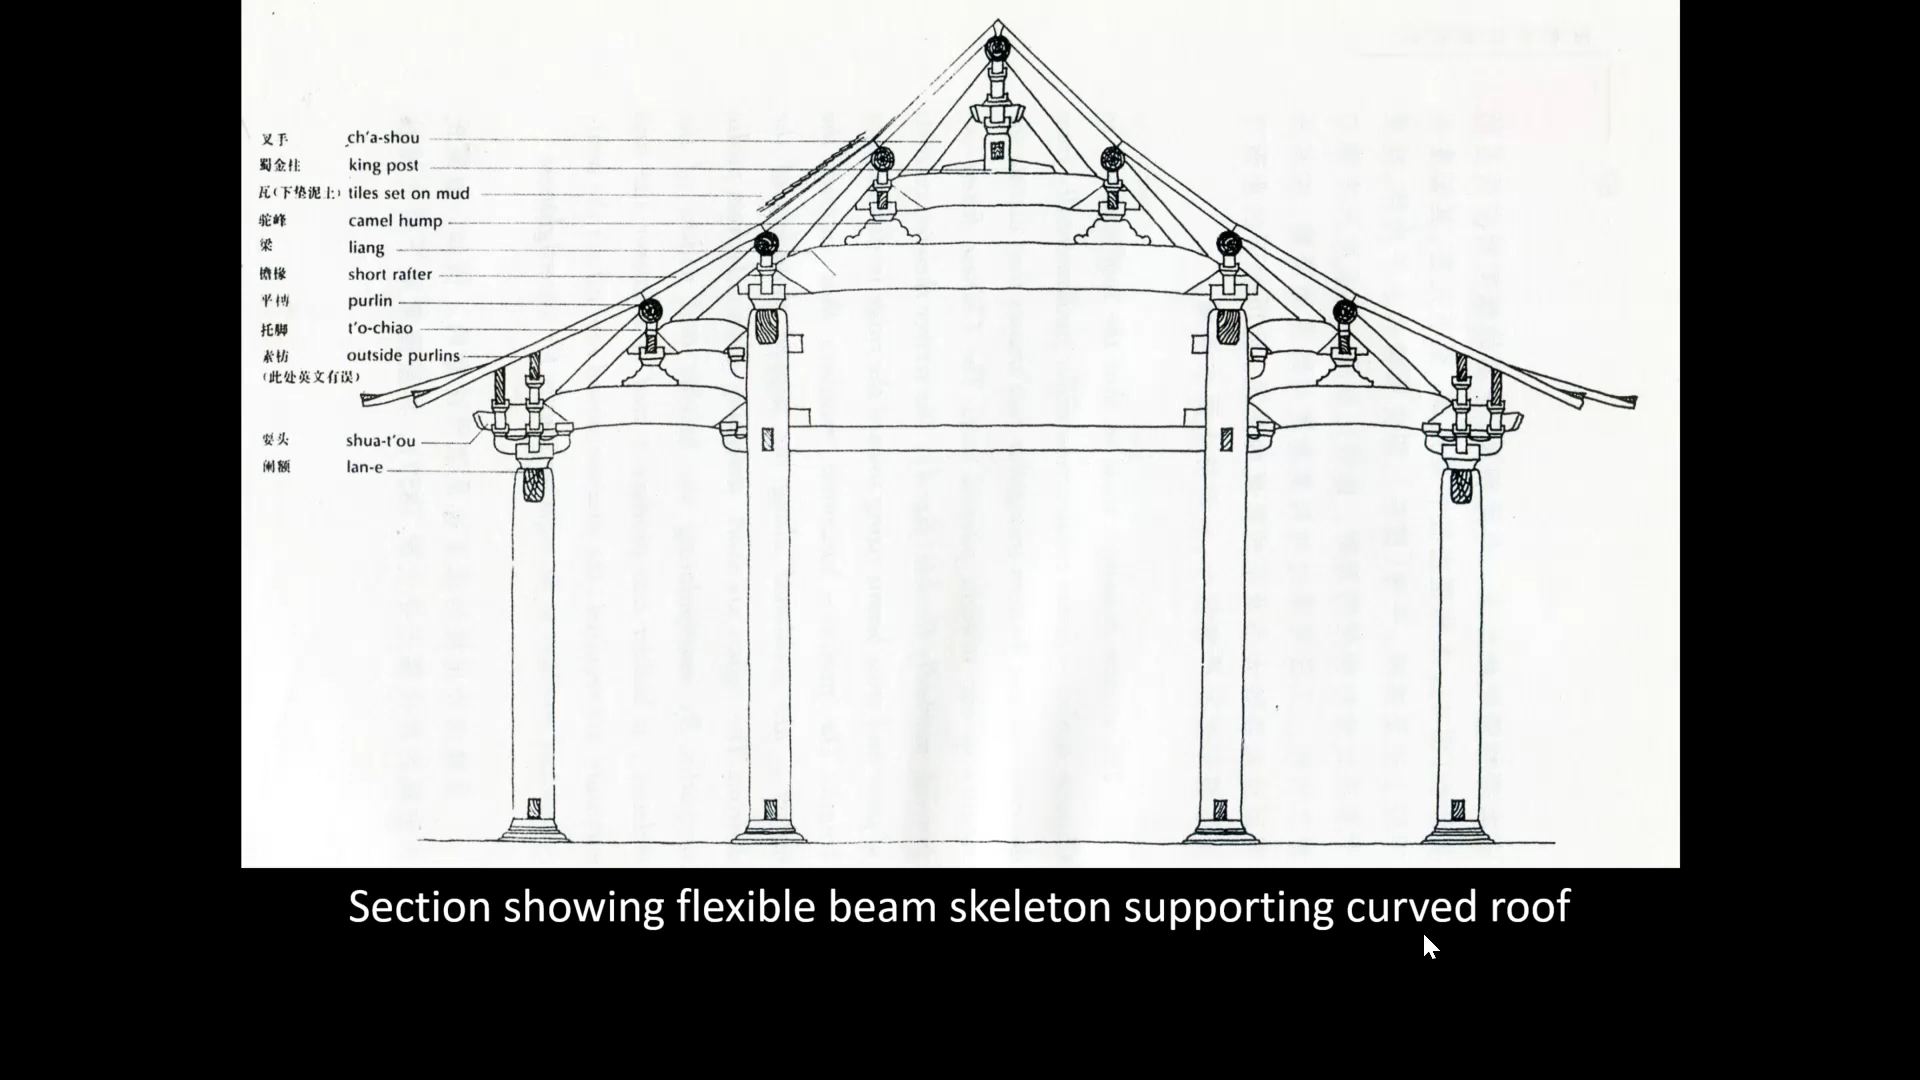 叉手 ch'a-shou
蜀金柱 king post
瓦(下垫泥土) tiles set on mud
驼峰 camel hump
梁 liang
檐椽 short rafter
平槫 purlin
托脚 t'o-chiao
素枋 outside purlins
(此处英文有误)
耍头 shua-t'ou
阑额 lan-e
Section showing flexible beam skeleton supporting curved roof